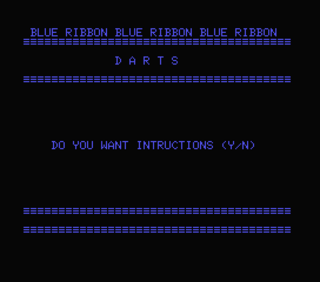 BLUE RIBBON BLUE RIBBON BLUE RIBBON
D A R T S
DO YOU WANT INTRUCTIONS (Y/N)